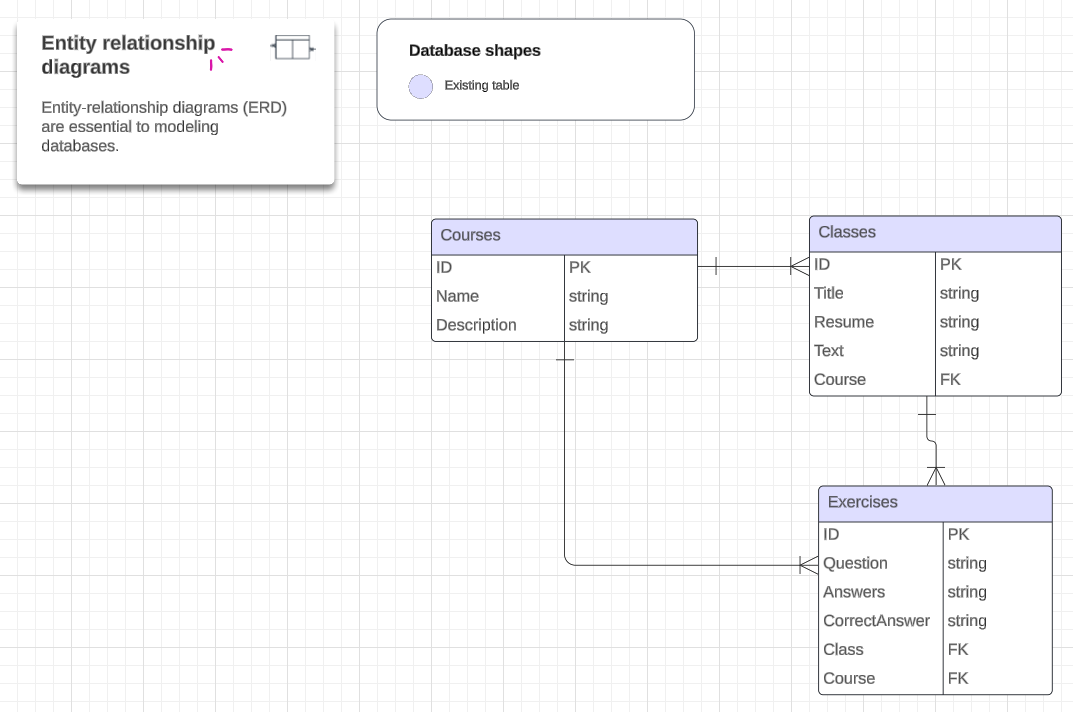 Entity relationship
diagrams
Entity-relationship diagrams (ERD)
are essential to modeling
databases.
Database shapes
Existing table
Courses
ID PK
Name string
Description string
Classes
ID PK
Title string
Resume string
Text string
Course FK
Exercises
ID PK
Question string
Answers string
CorrectAnswer string
Class FK
Course FK